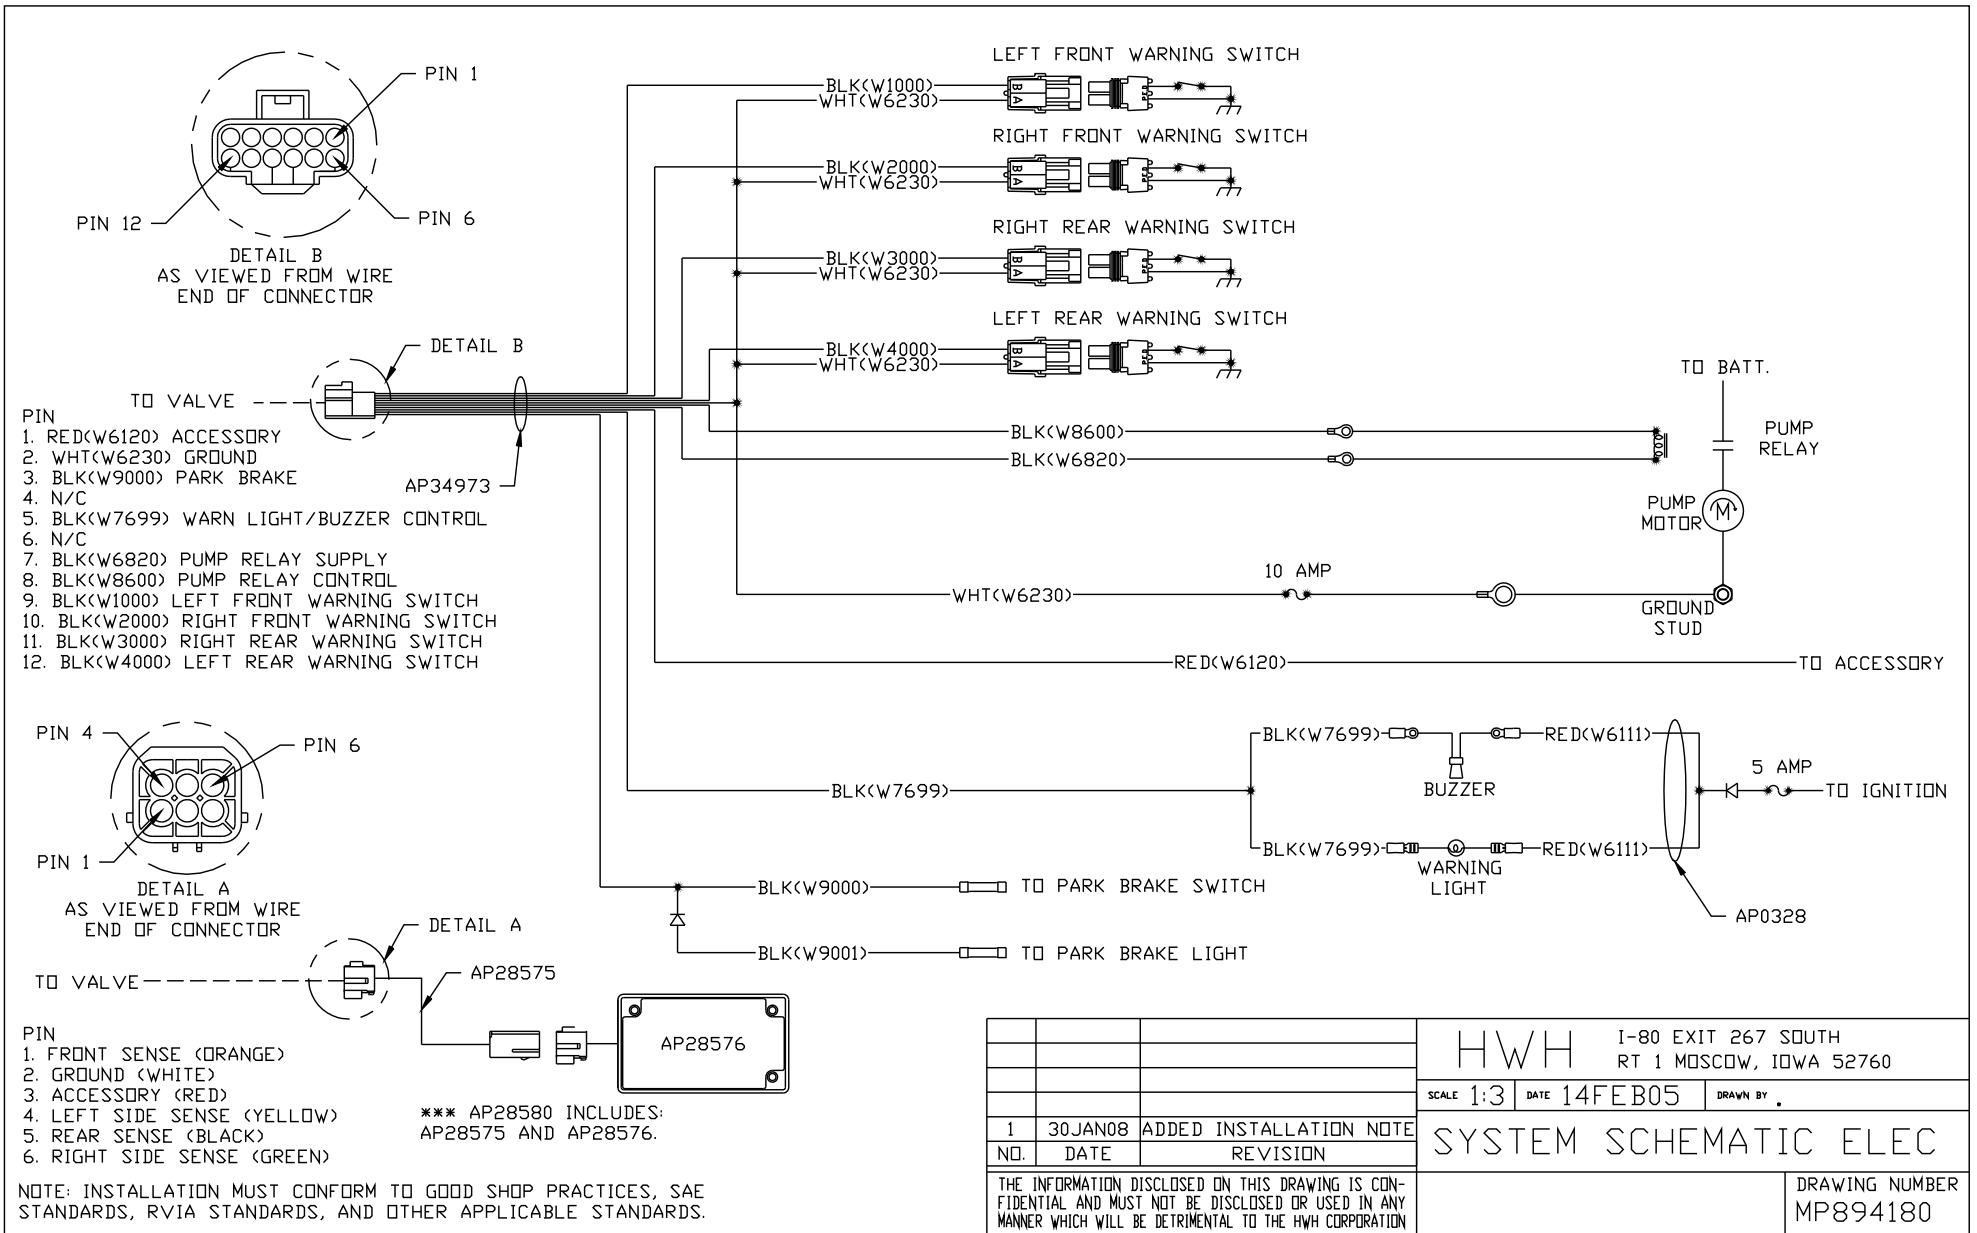 PIN 1
PIN 12
PIN 6
DETAIL B
AS VIEWED FROM WIRE
END OF CONNECTOR
DETAIL B
TO VALVE
AP34973
PIN
1. RED(W6120) ACCESSORY
2. WHT(W6230) GROUND
3. BLK(W9000) PARK BRAKE
4. N/C
5. BLK(W7699) WARN LIGHT/BUZZER CONTROL
6. N/C
7. BLK(W6820) PUMP RELAY SUPPLY
8. BLK(W8600) PUMP RELAY CONTROL
9. BLK(W1000) LEFT FRONT WARNING SWITCH
10. BLK(W2000) RIGHT FRONT WARNING SWITCH
11. BLK(W3000) RIGHT REAR WARNING SWITCH
12. BLK(W4000) LEFT REAR WARNING SWITCH
LEFT FRONT WARNING SWITCH
BLK(W1000)
WHT(W6230)
B
A
RIGHT FRONT WARNING SWITCH
BLK(W2000)
WHT(W6230)
B
A
RIGHT REAR WARNING SWITCH
BLK(W3000)
WHT(W6230)
B
A
LEFT REAR WARNING SWITCH
BLK(W4000)
WHT(W6230)
B
A
TO BATT.
BLK(W8600)
BLK(W6820)
PUMP
RELAY
PUMP
MOTOR
M
10 AMP
WHT(W6230)
GROUND
STUD
RED(W6120)
TO ACCESSORY
BLK(W7699)
BLK(W7699)
RED(W6111)
BUZZER
5 AMP
TO IGNITION
BLK(W7699)
RED(W6111)
WARNING
LIGHT
AP0328
BLK(W9000)
TO PARK BRAKE SWITCH
BLK(W9001)
TO PARK BRAKE LIGHT
PIN 4
PIN 6
PIN 1
DETAIL A
AS VIEWED FROM WIRE
END OF CONNECTOR
DETAIL A
TO VALVE
AP28575
AP28576
PIN
1. FRONT SENSE (ORANGE)
2. GROUND (WHITE)
3. ACCESSORY (RED)
4. LEFT SIDE SENSE (YELLOW)
5. REAR SENSE (BLACK)
6. RIGHT SIDE SENSE (GREEN)
*** AP28580 INCLUDES:
AP28575 AND AP28576.
NOTE: INSTALLATION MUST CONFORM TO GOOD SHOP PRACTICES, SAE
STANDARDS, RVIA STANDARDS, AND OTHER APPLICABLE STANDARDS.
1 30JAN08 ADDED INSTALLATION NOTE
NO. DATE REVISION
THE INFORMATION DISCLOSED ON THIS DRAWING IS CON-
FIDENTIAL AND MUST NOT BE DISCLOSED OR USED IN ANY
MANNER WHICH WILL BE DETRIMENTAL TO THE HWH CORPORATION
HWH
I-80 EXIT 267 SOUTH
RT 1 MOSCOW, IOWA 52760
SCALE 1:3 DATE 14FEB05 DRAWN BY .
SYSTEM SCHEMATIC ELEC
DRAWING NUMBER
MP894180